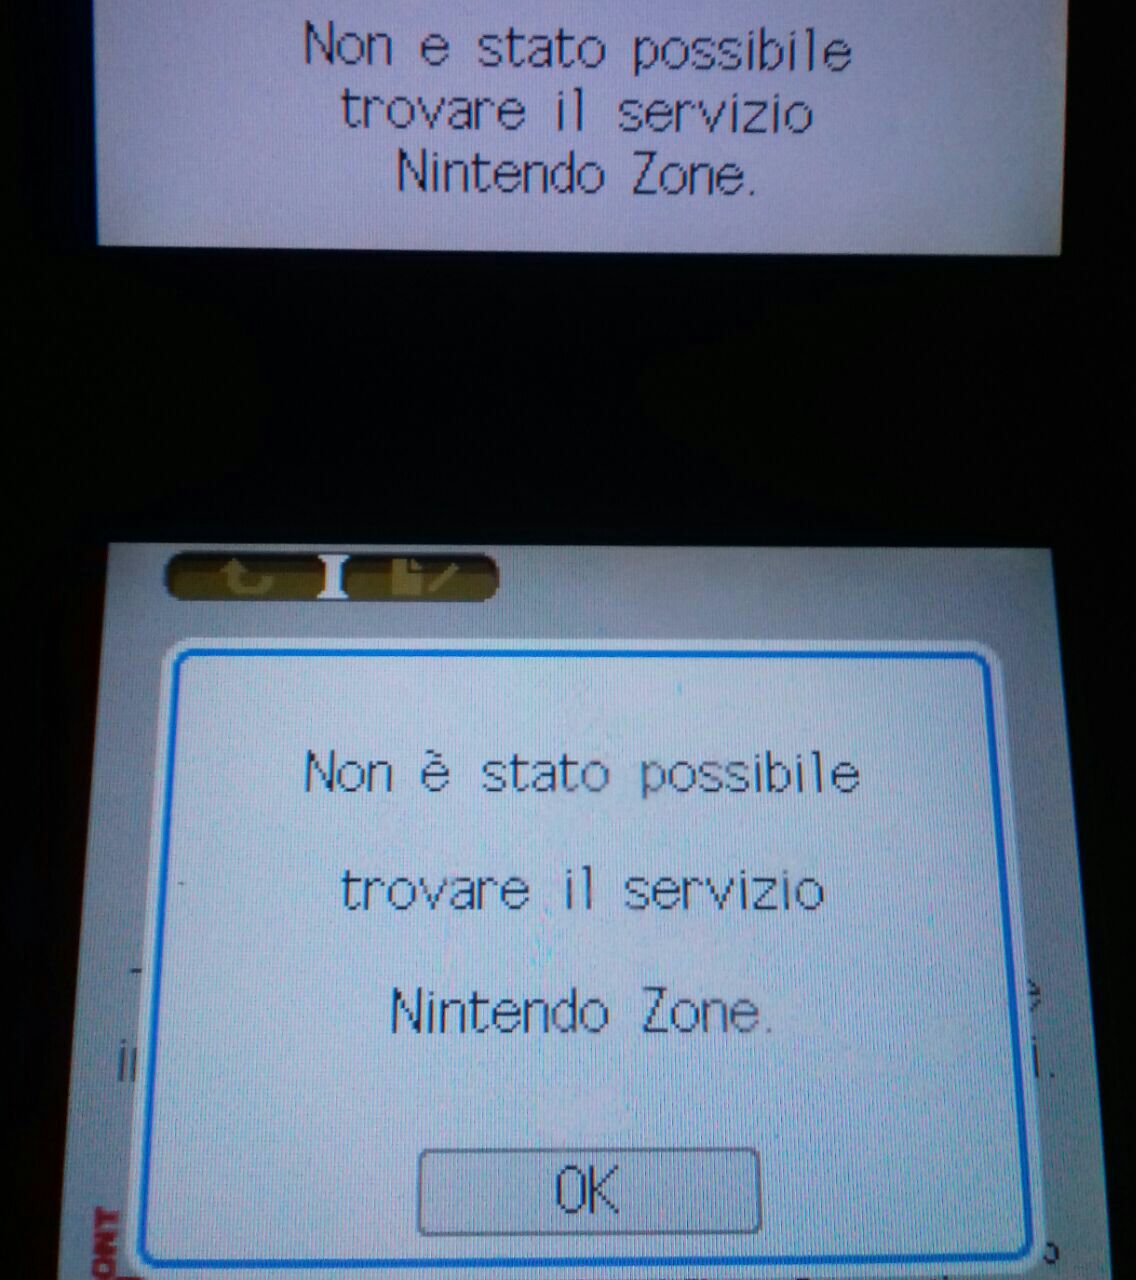 Non e stato possibile
trovare il servizio
Nintendo Zone.
Non è stato possibile
trovare il servizio
Nintendo Zone.
OK